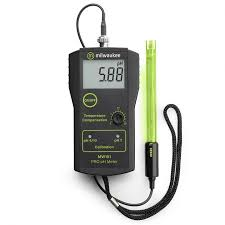 milwaukee
pH
5.88
ON/OFF
Temperature
Compensation
pH 4/10
pH 7
Calibration
MW101
PRO pH Meter